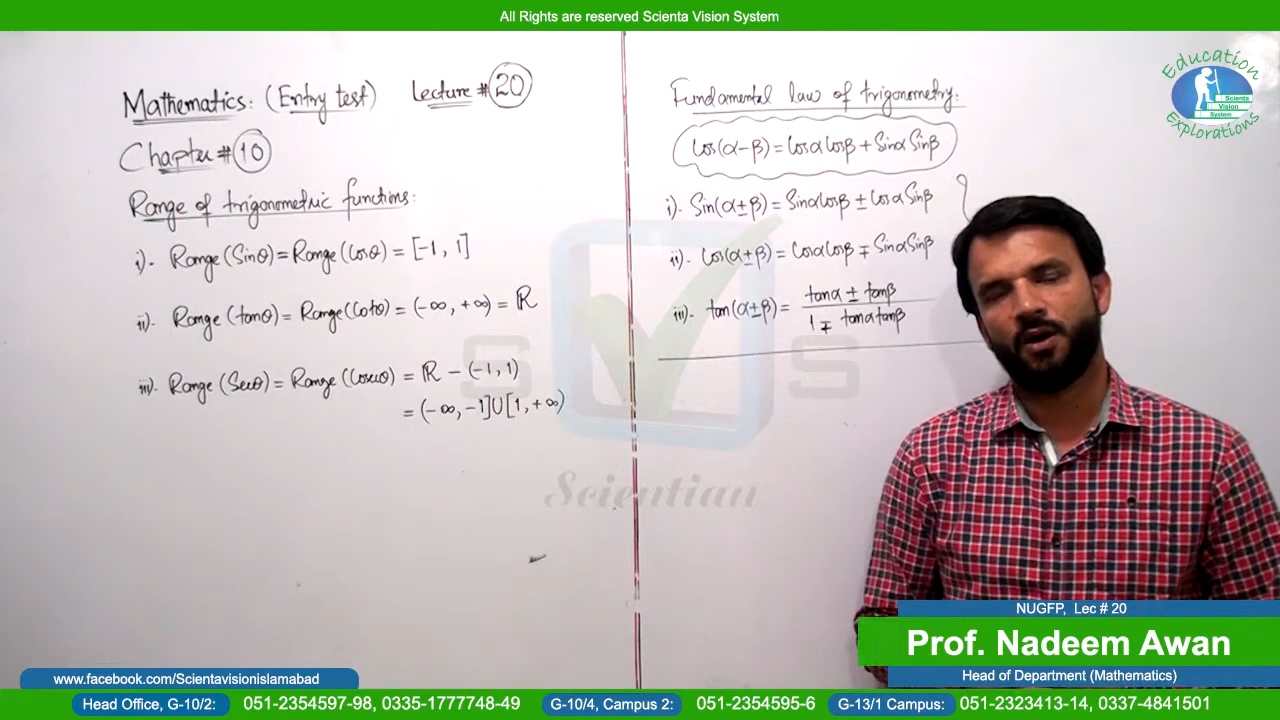 All Rights are reserved Scienta Vision System
Mathematics: (Entry test) Lecture # 20
Chapter # 10
Range of trigonometric functions:
i)- Range(Sinθ) = Range(Cosθ) = [-1, 1]
ii)- Range(tanθ) = Range(Cotθ) = (-∞, +∞) = ℝ
iii)- Range(Secθ) = Range(Cosecθ) = ℝ - (-1, 1)
= (-∞, -1]U[1, +∞)
Fundamental law of trigonometry:
Cos(α-β) = Cosα Cosβ + Sinα Sinβ
i)- Sin(α±β) = Sinα Cosβ ± Cosα Sinβ
ii)- Cos(α±β) = Cosα Cosβ ∓ Sinα Sinβ
iii)- tan(α±β) = tanα ± tanβ
1 ∓ tanα tanβ
Education
Scienta
Vision
System
Explorations
S V S
Scientian
NUGFP, Lec # 20
Prof. Nadeem Awan
Head of Department (Mathematics)
www.facebook.com/Scientavisionislamabad
Head Office, G-10/2: 051-2354597-98, 0335-1777748-49 G-10/4, Campus 2: 051-2354595-6 G-13/1 Campus: 051-2323413-14, 0337-4841501